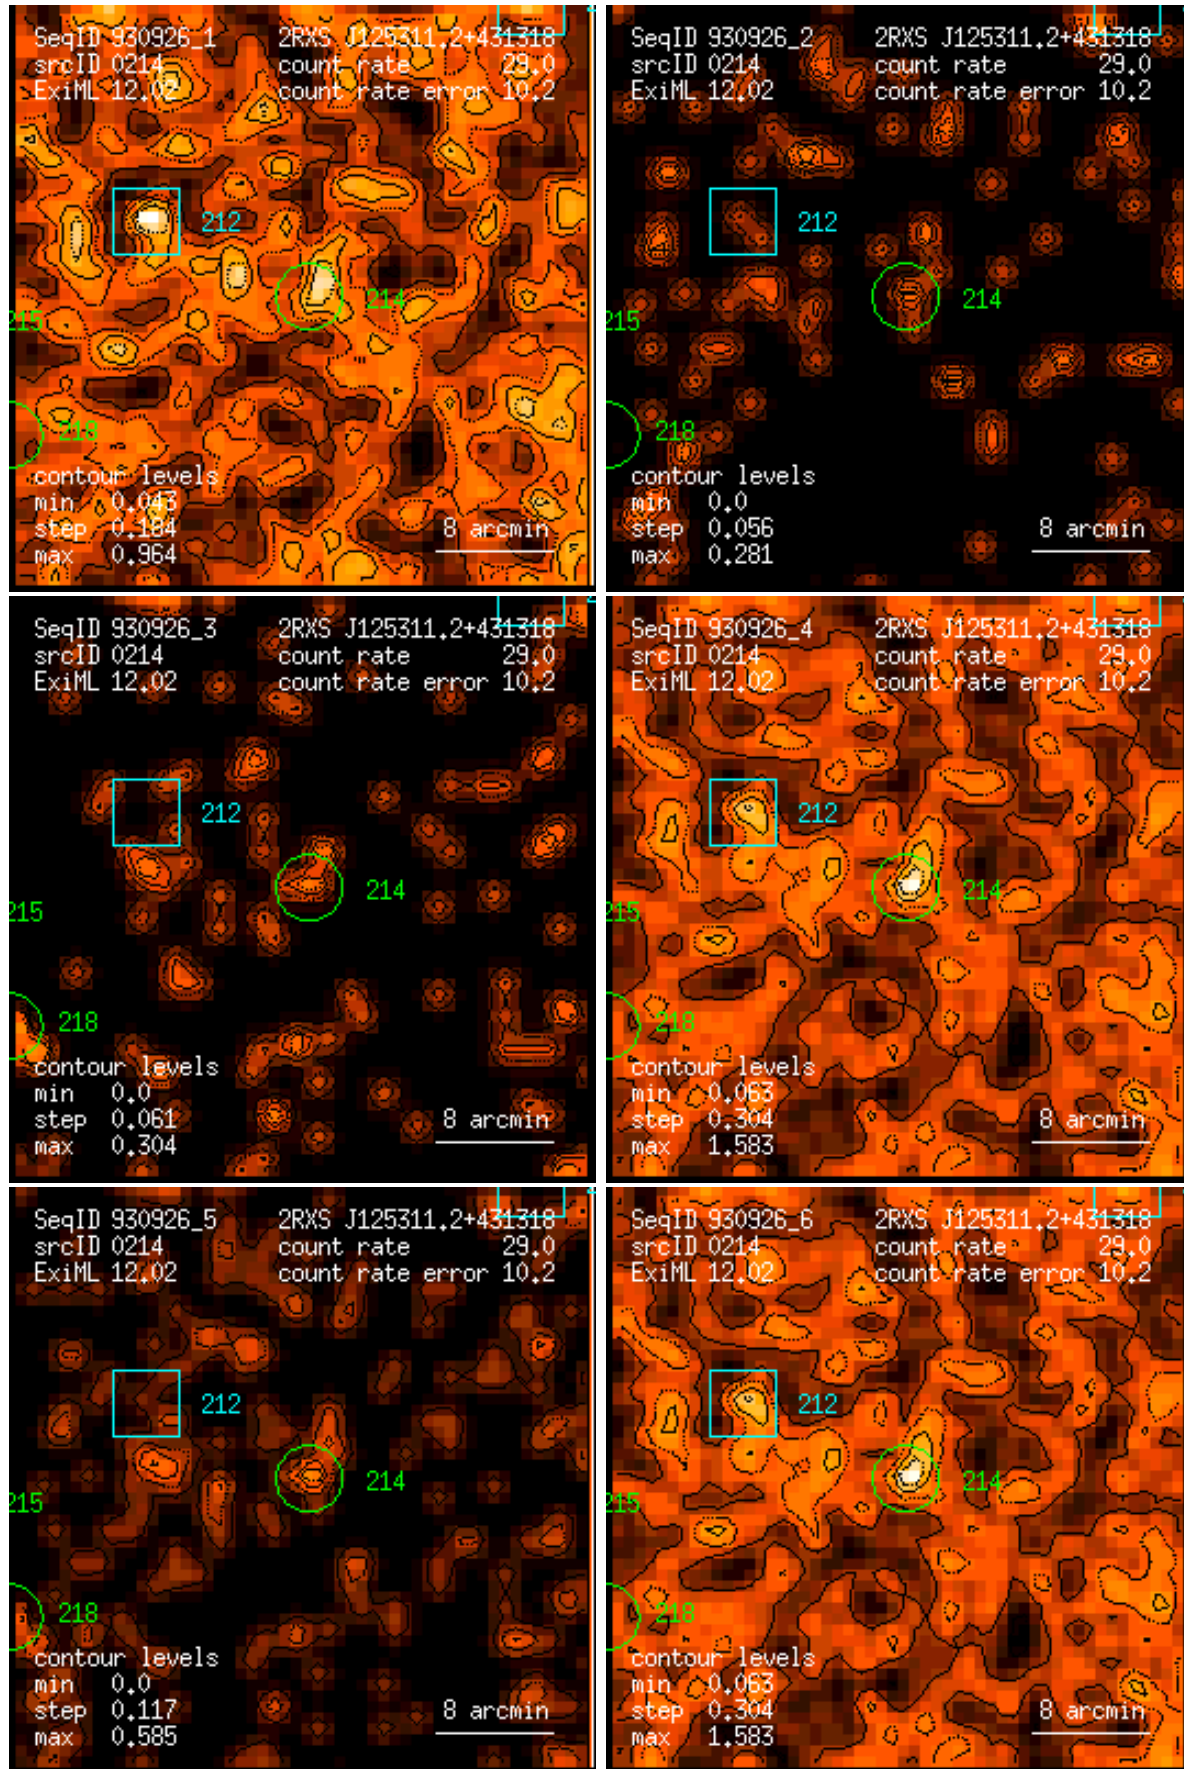 SeqID 930926_1 2RXS J125311.2+431318
srcID 0214 count rate 29.0
ExiML 12.02 count rate error 10.2
212
214
215
218
contour levels
min 0.043
step 0.184
max 0.964
8 arcmin
SeqID 930926_2 2RXS J125311.2+431318
srcID 0214 count rate 29.0
ExiML 12.02 count rate error 10.2
212
214
215
218
contour levels
min 0.0
step 0.056
max 0.281
8 arcmin
SeqID 930926_3 2RXS J125311.2+431318
srcID 0214 count rate 29.0
ExiML 12.02 count rate error 10.2
212
214
215
218
contour levels
min 0.0
step 0.061
max 0.304
8 arcmin
SeqID 930926_4 2RXS J125311.2+431318
srcID 0214 count rate 29.0
ExiML 12.02 count rate error 10.2
212
214
215
218
contour levels
min 0.063
step 0.304
max 1.583
8 arcmin
SeqID 930926_5 2RXS J125311.2+431318
srcID 0214 count rate 29.0
ExiML 12.02 count rate error 10.2
212
214
215
218
contour levels
min 0.0
step 0.117
max 0.585
8 arcmin
SeqID 930926_6 2RXS J125311.2+431318
srcID 0214 count rate 29.0
ExiML 12.02 count rate error 10.2
212
214
215
218
contour levels
min 0.063
step 0.304
max 1.583
8 arcmin